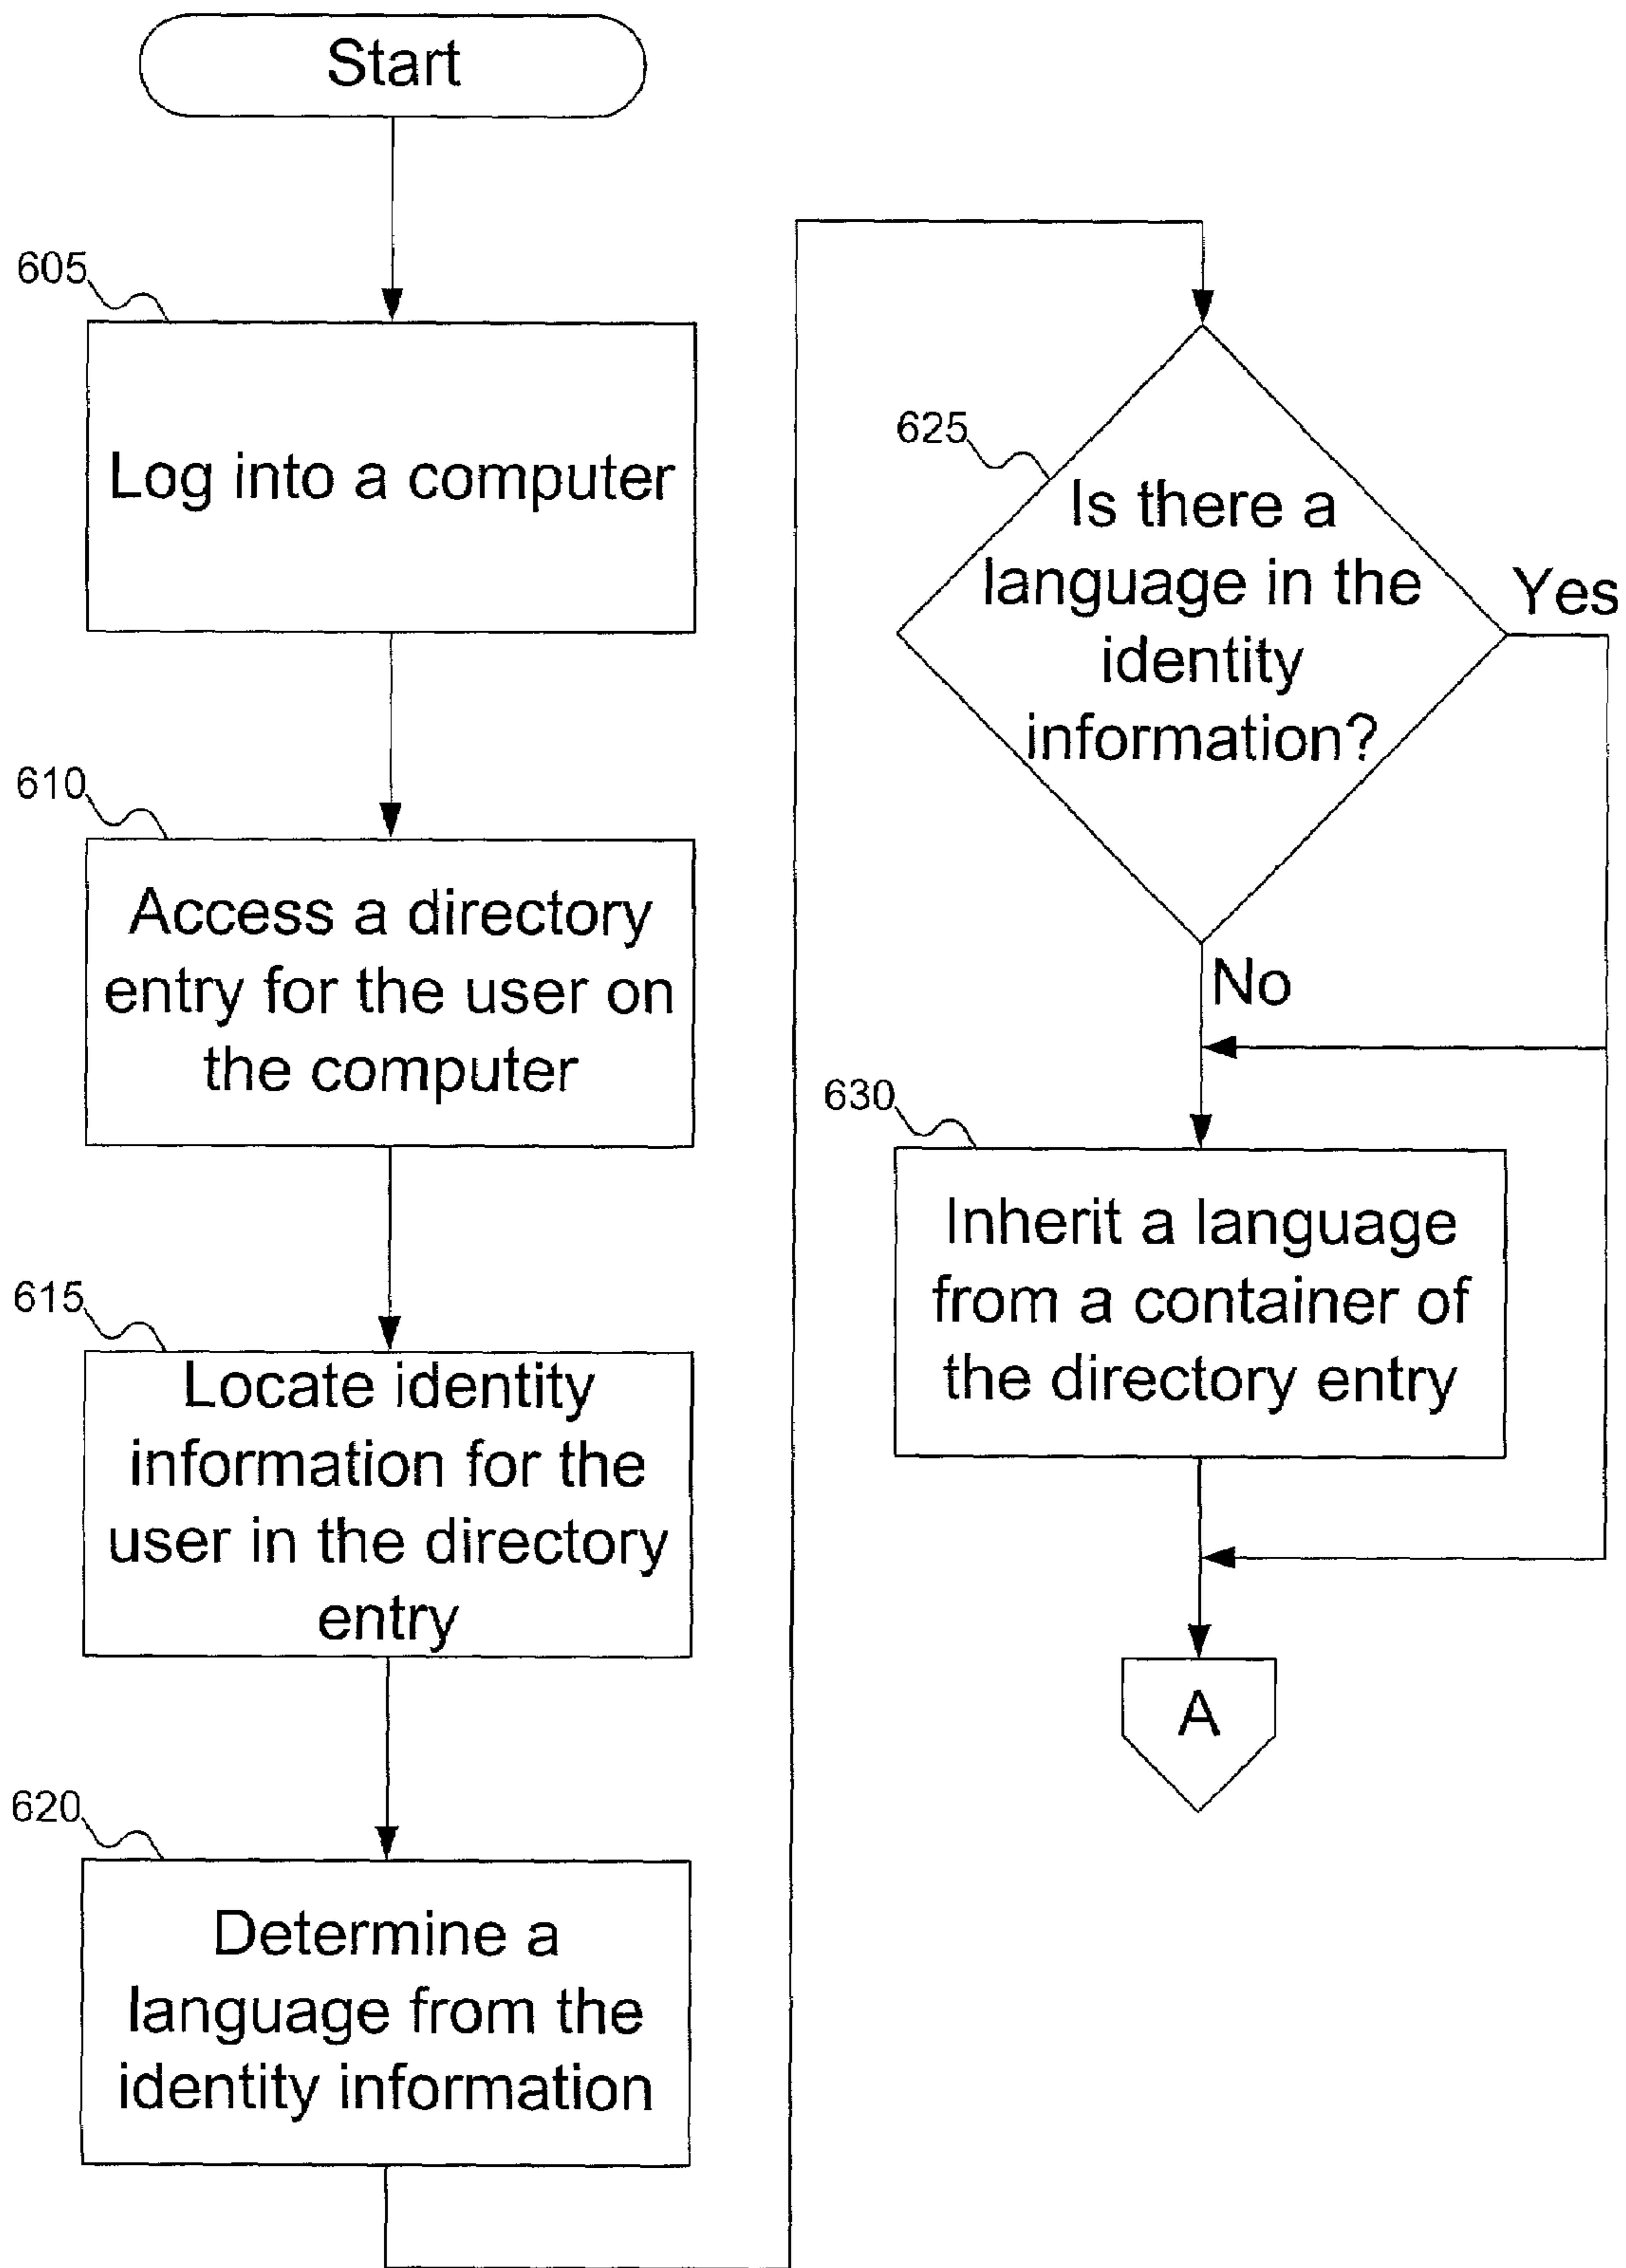 Start
605
Log into a computer
610
Access a directory
entry for the user on
the computer
615
Locate identity
information for the
user in the directory
entry
620
Determine a
language from the
identity information
625
Is there a
language in the
identity
information?
Yes
No
630
Inherit a language
from a container of
the directory entry
A